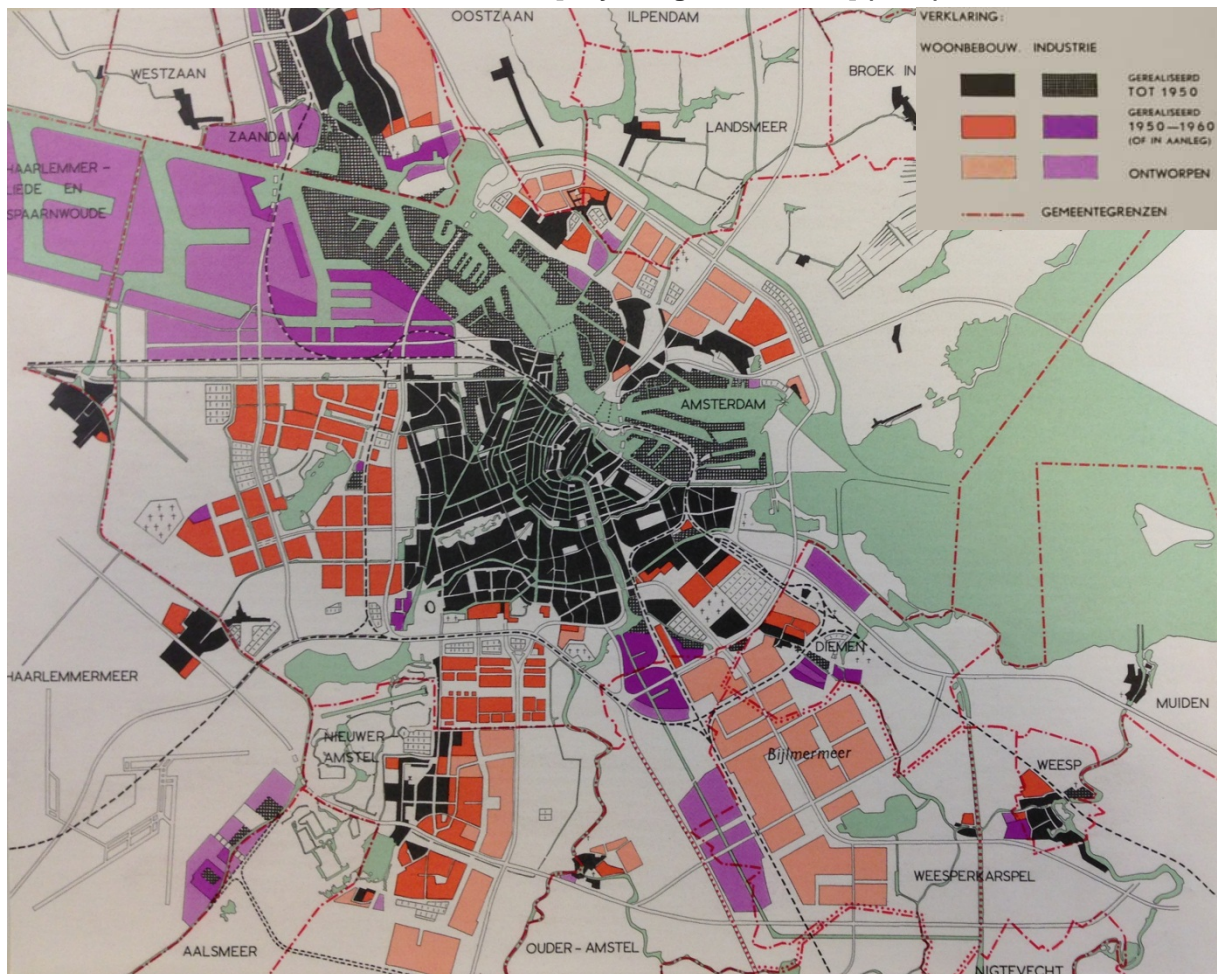 OOSTZAAN
ILPENDAM
WESTZAAN
BROEK IN
ZAANDAM
LANDSMEER
HAARLEMMER-
LIEDE EN
SPAARNWOUDE
VERKLARING:
WOONBEBOUW. INDUSTRIE
GEREALISEERD
TOT 1950
GEREALISEERD
1950—1960
(OF IN AANLEG)
ONTWORPEN
GEMEENTEGRENZEN
AMSTERDAM
DIEMEN
HAARLEMMERMEER
MUIDEN
NIEUWER
AMSTEL
Bijlmermeer
WEESP
WEESPERKARSPEL
AALSMEER
OUDER-AMSTEL
NIGTEVECHT